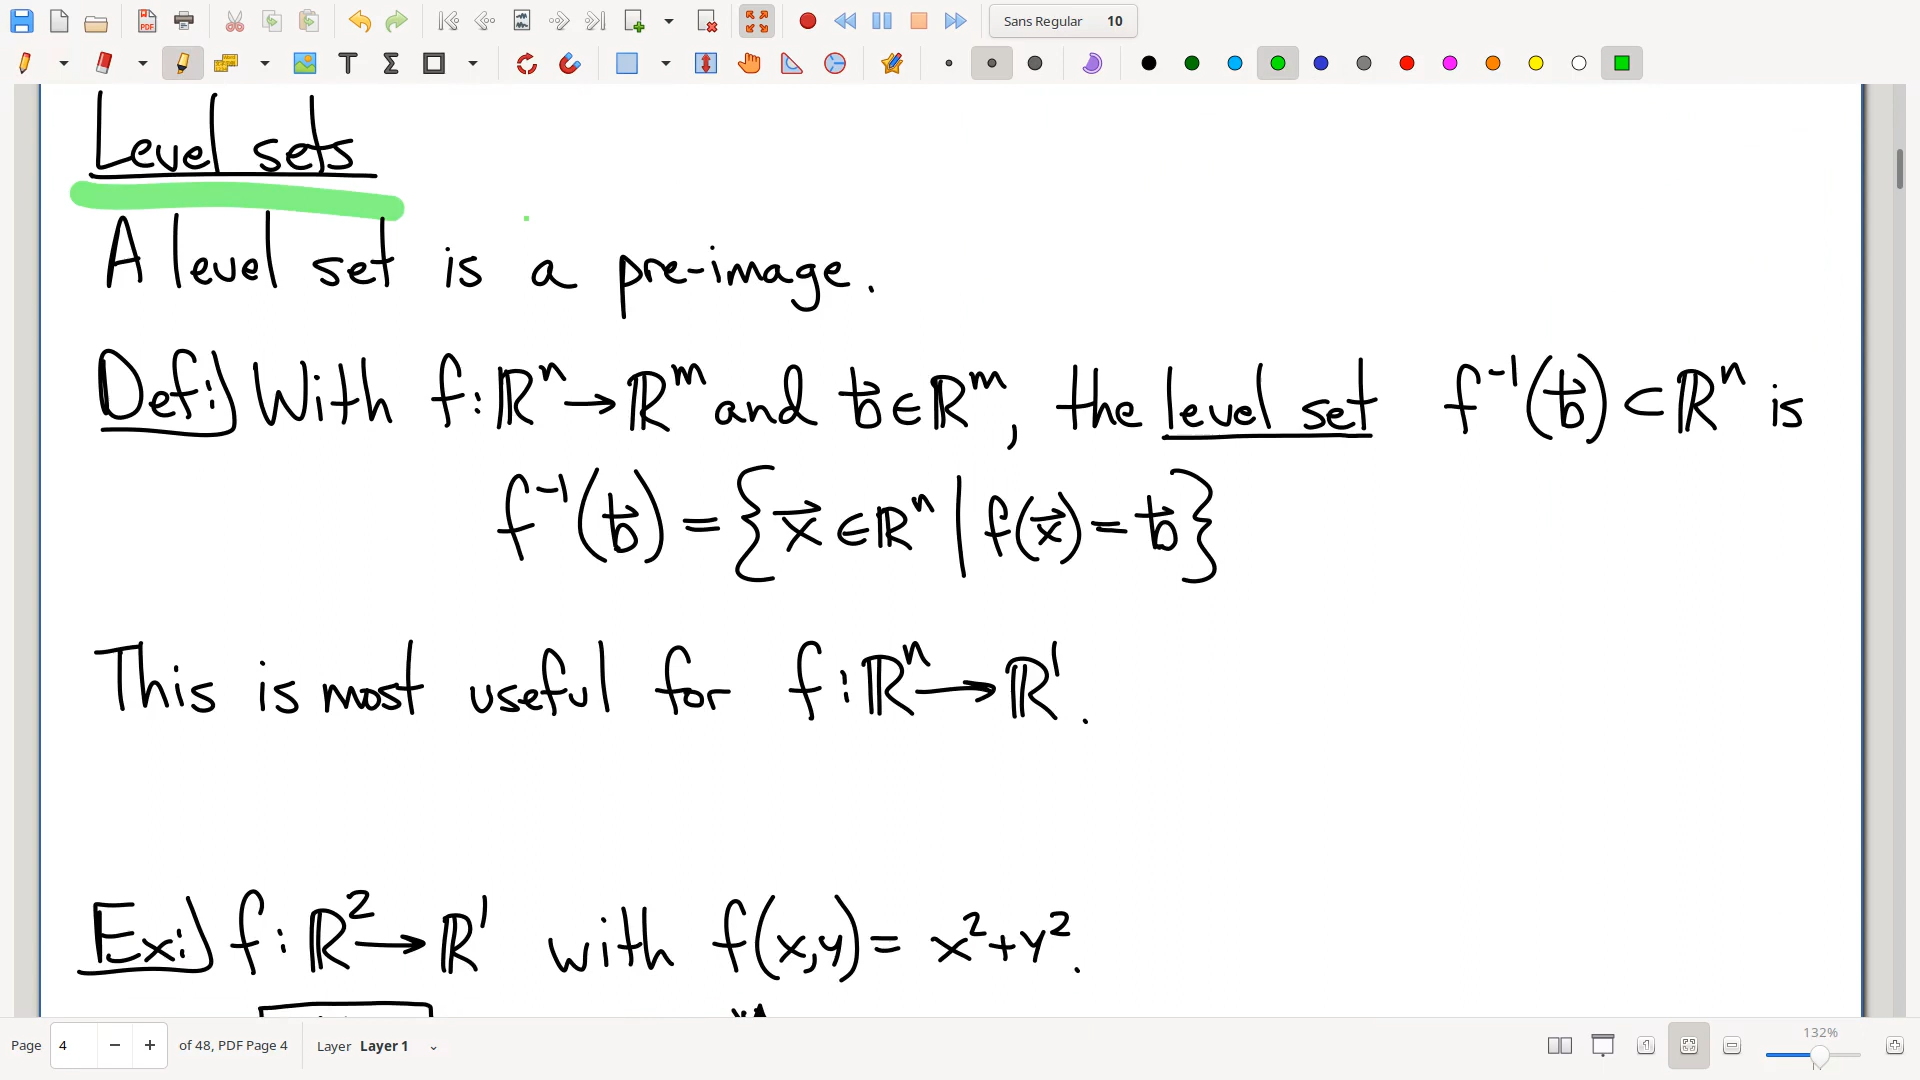 Sans Regular 10
Level sets
A level set is a pre-image.
Def:) With f: ℝⁿ → ℝᵐ and b⃗ ∈ ℝᵐ, the level set f⁻¹(b⃗) ⊂ ℝⁿ is
f⁻¹(b⃗) = {x⃗ ∈ ℝⁿ | f(x⃗) = b⃗}
This is most useful for f: ℝⁿ → ℝ¹.
Ex:) f: ℝ² → ℝ¹ with f(x,y) = x²+y².
Page 4 of 48, PDF Page 4 Layer Layer 1 132%